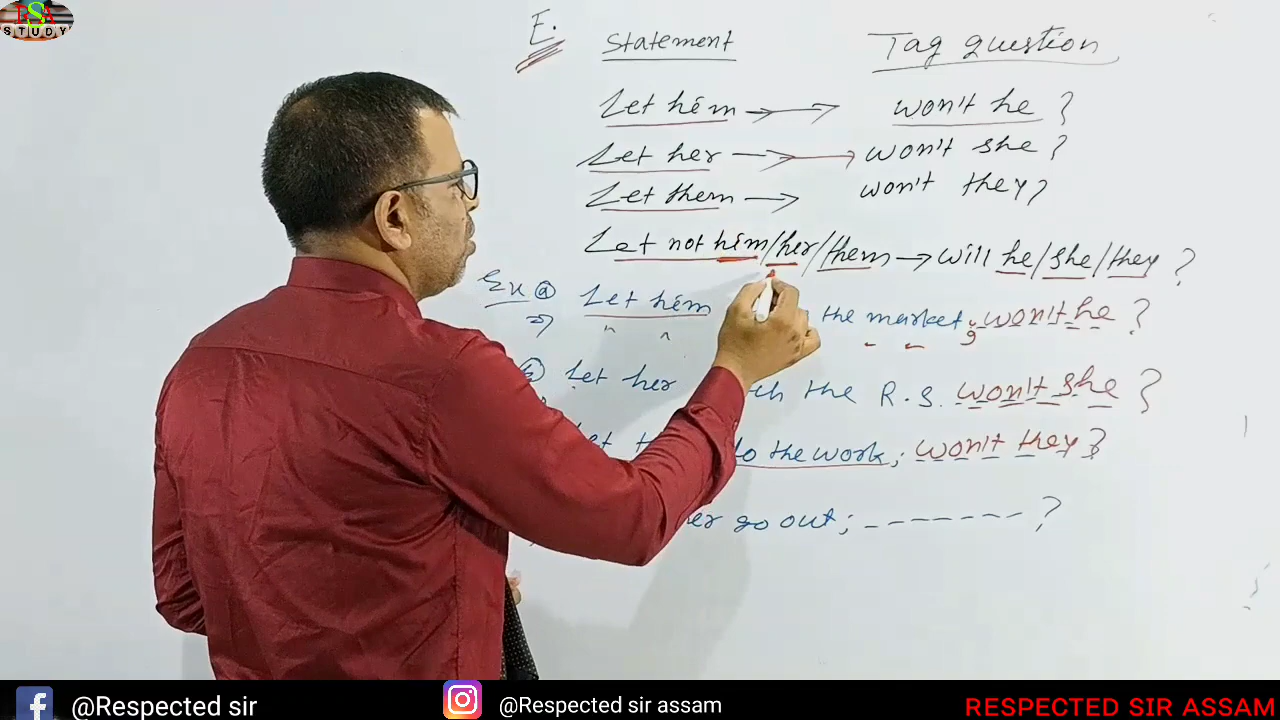 RSA
STUDY
E.
Statement Tag question
Let him → won't he ?
Let her → won't she ?
Let them → won't they?
Let not him/her/them → will he/she/they ?
Ex (a) Let him the market, won't he ?
Let her the R.S. won't she ?
do the work, won't they?
go out; -------- ?
@Respected sir @Respected sir assam RESPECTED SIR ASSAM